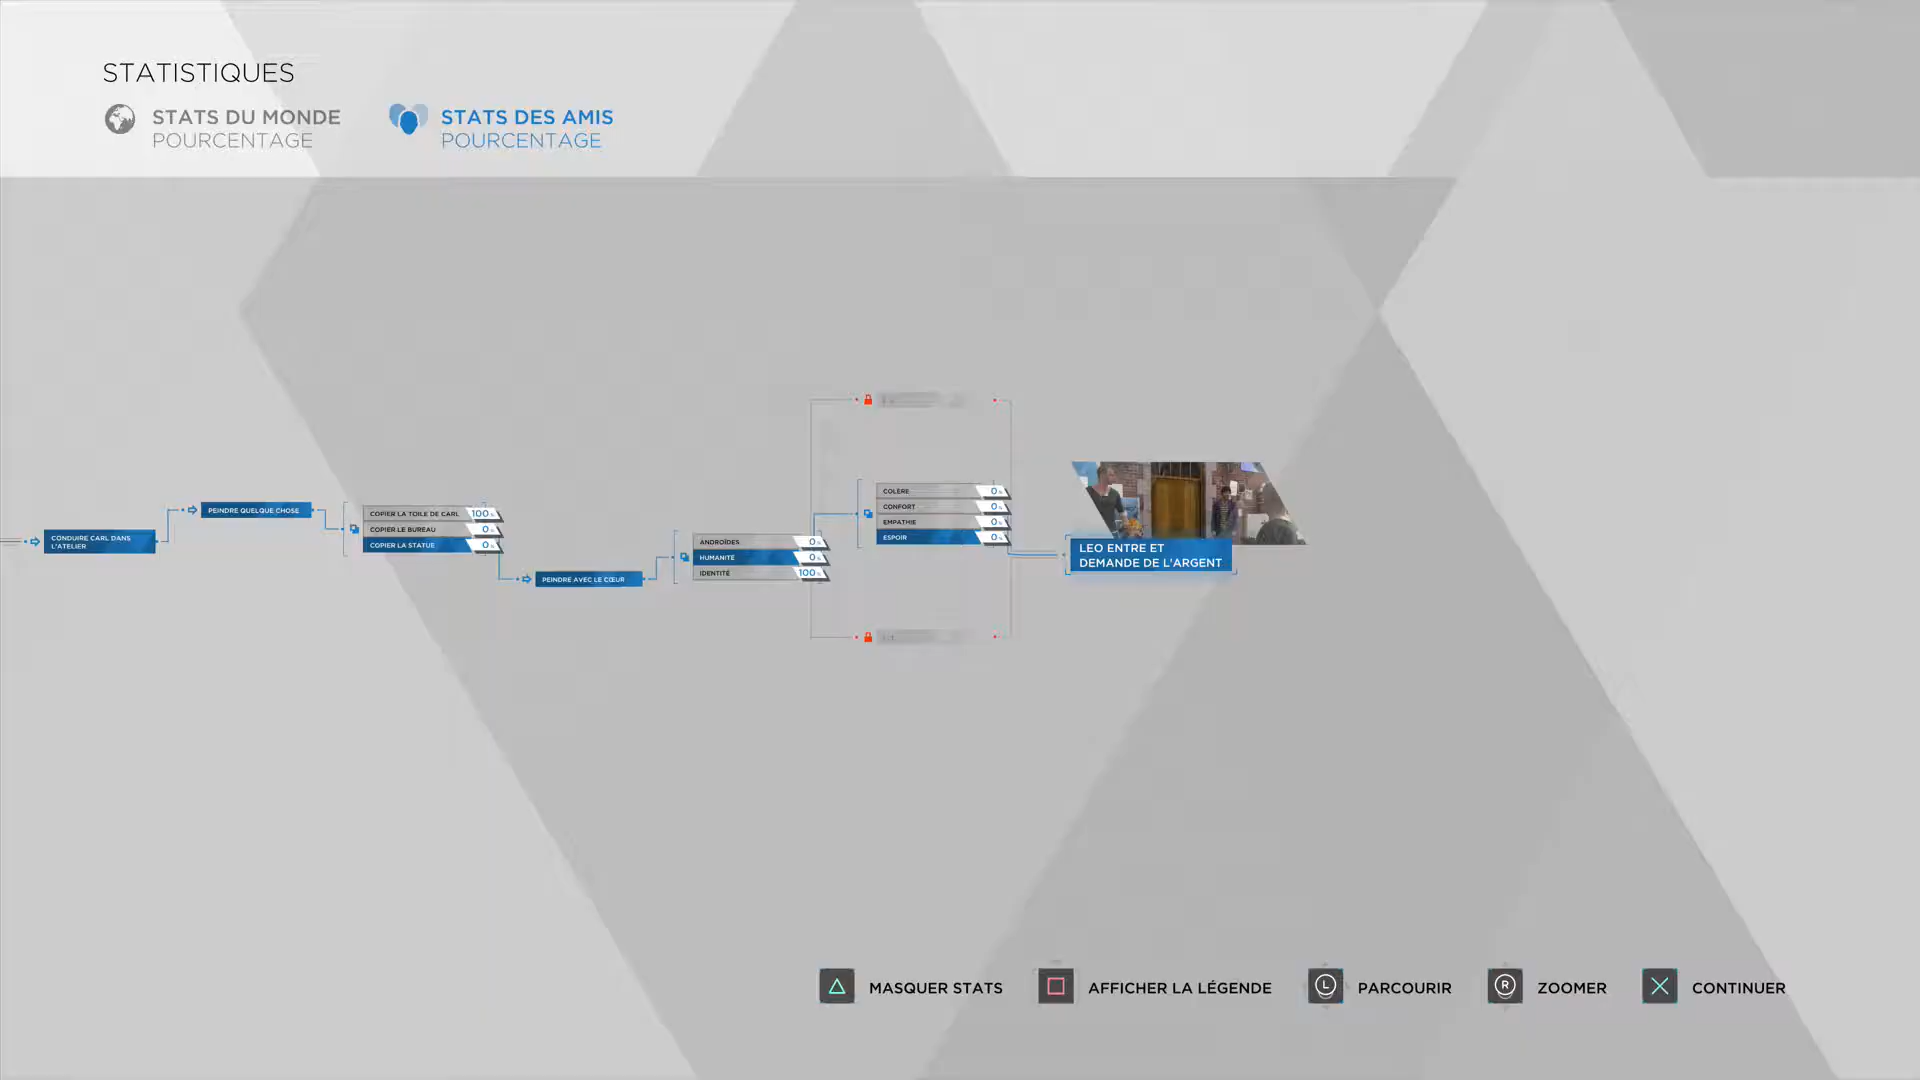 STATISTIQUES
STATS DU MONDE
POURCENTAGE
STATS DES AMIS
POURCENTAGE
CONDUIRE CARL DANS
L'ATELIER
PEINDRE QUELQUE CHOSE
COPIER LA TOILE DE CARL 100%
COPIER LE BUREAU 0%
COPIER LA STATUE 0%
PEINDRE AVEC LE CŒUR
ANDROÏDES 0%
HUMANITÉ 0%
IDENTITÉ 100%
COLÈRE 0%
CONFORT 0%
EMPATHIE 0%
ESPOIR 0%
LEO ENTRE ET
DEMANDE DE L'ARGENT
MASQUER STATS
AFFICHER LA LÉGENDE
L PARCOURIR
R ZOOMER
CONTINUER